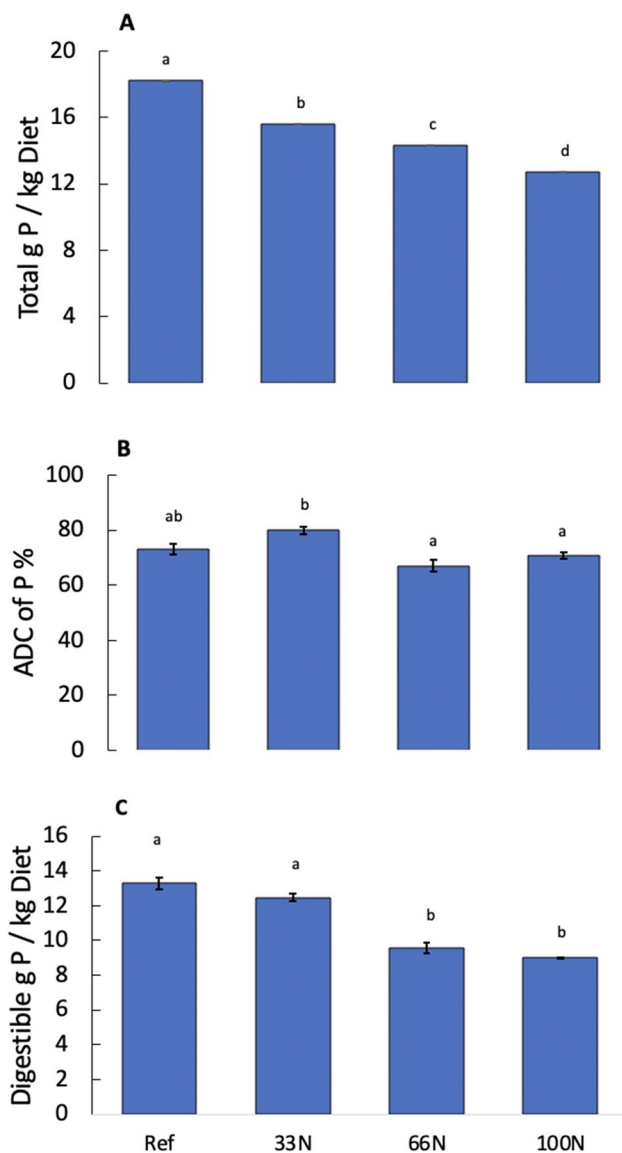 A
Total g P / kg Diet
20
16
12
8
4
0
a
b
c
d
B
ADC of P %
100
80
60
40
20
0
ab
b
a
a
C
Digestible g P / kg Diet
16
14
12
10
8
6
4
2
0
a
a
b
b
Ref 33N 66N 100N